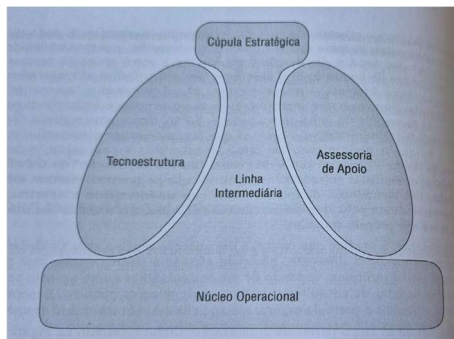 Cúpula Estratégica
Tecnoestrutura
Linha
Intermediária
Assessoria
de Apoio
Núcleo Operacional